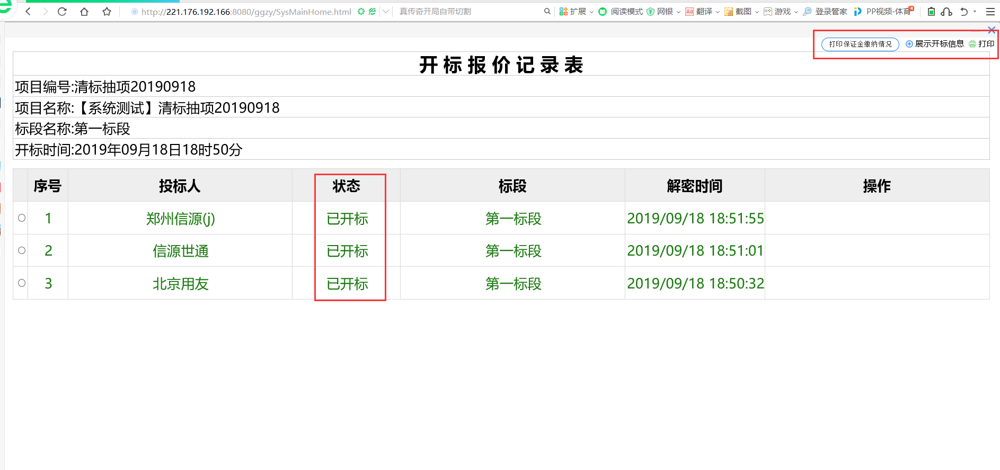 http://221.176.192.166:8080/ggzy/SysMainHome.html 真传奇开局自带切割 扩展 阅读模式 网银 Aa 翻译 截图 游戏 登录管家 PP视频-体育 4
打印保证金缴纳情况 展示开标信息 打印
开标报价记录表
项目编号:清标抽项20190918
项目名称:【系统测试】清标抽项20190918
标段名称:第一标段
开标时间:2019年09月18日18时50分
序号 投标人 状态 标段 解密时间 操作
1 郑州信源(j) 已开标 第一标段 2019/09/18 18:51:55
2 信源世通 已开标 第一标段 2019/09/18 18:51:01
3 北京用友 已开标 第一标段 2019/09/18 18:50:32